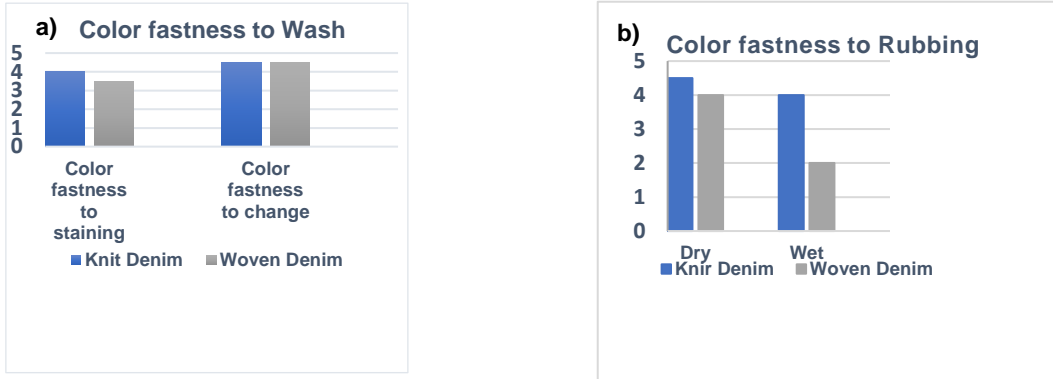 a) Color fastness to Wash
5
4
3
2
1
0
Color
fastness
to
staining
Color
fastness
to change
Knit Denim Woven Denim
b) Color fastness to Rubbing
5
4
3
2
1
0
Dry Wet
Knir Denim Woven Denim